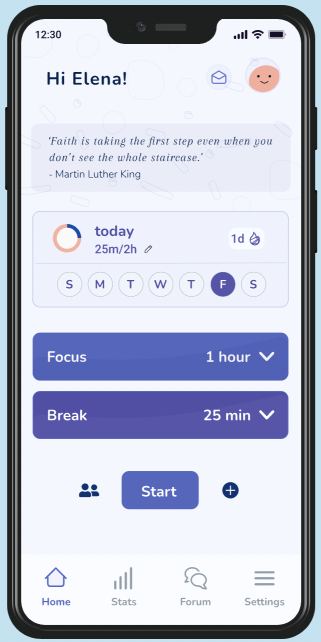 12:30
Hi Elena!
‘Faith is taking the first step even when you
don’t see the whole staircase.’
- Martin Luther King
today
1d
25m/2h
S M T W T F S
Focus 1 hour
Break 25 min
Start
Home Stats Forum Settings